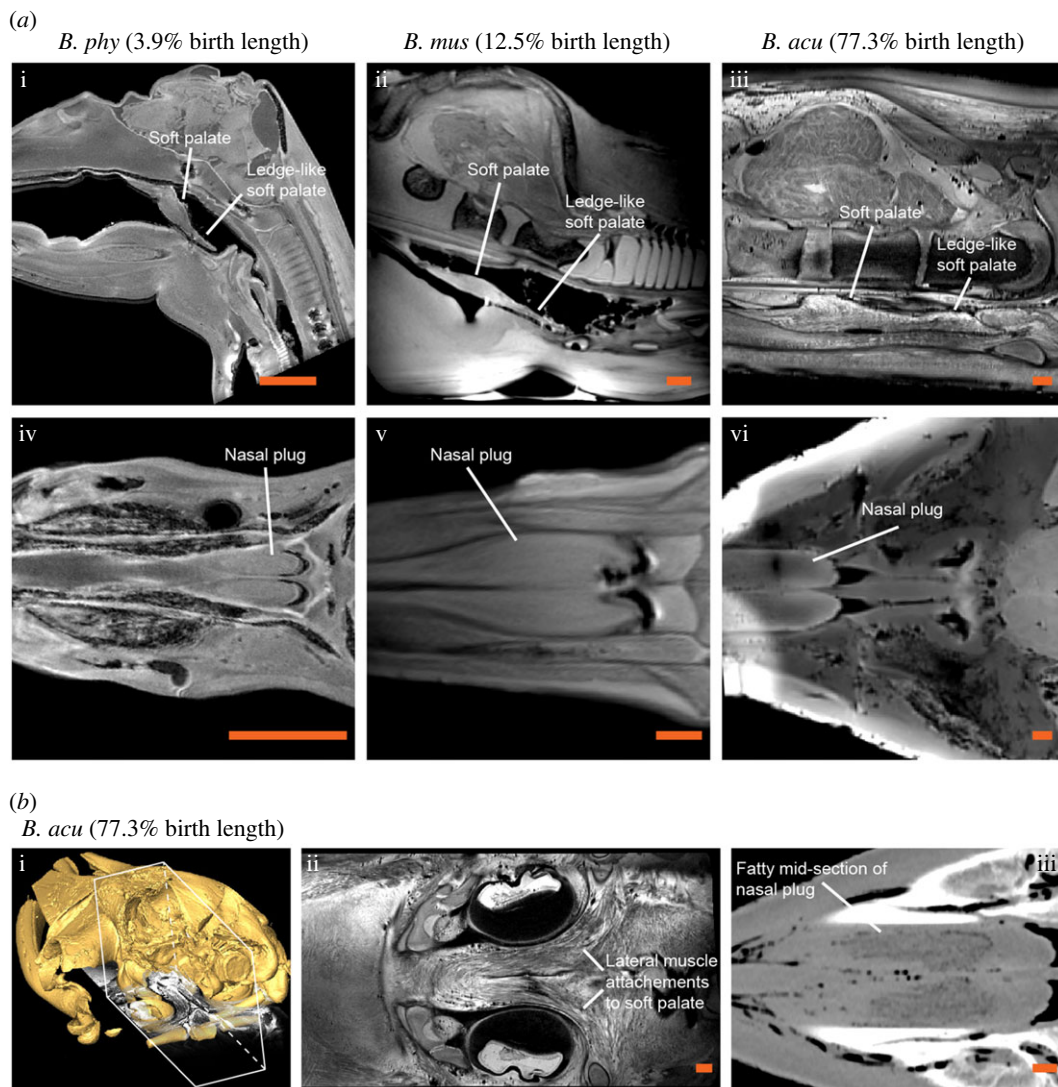 (a)
B. phy (3.9% birth length)
B. mus (12.5% birth length)
B. acu (77.3% birth length)
i
Soft palate
Ledge-like
soft palate
ii
Soft palate
Ledge-like
soft palate
iii
Soft palate
Ledge-like
soft palate
iv
Nasal plug
v
Nasal plug
vi
Nasal plug
(b)
B. acu (77.3% birth length)
i
ii
Lateral muscle
attachements
to soft palate
Fatty mid-section of
nasal plug
iii